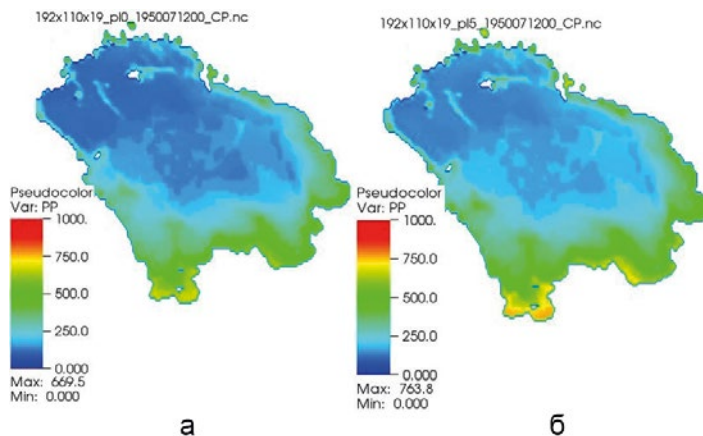 192x110x19_pl0_1950071200_CP.nc
Pseudocolor
Var: PP
1000.
750.0
500.0
250.0
0.000
Max: 669.5
Min: 0.000
а
192x110x19_pl5_1950071200_CP.nc
Pseudocolor
Var: PP
1000.
750.0
500.0
250.0
0.000
Max: 763.8
Min: 0.000
б